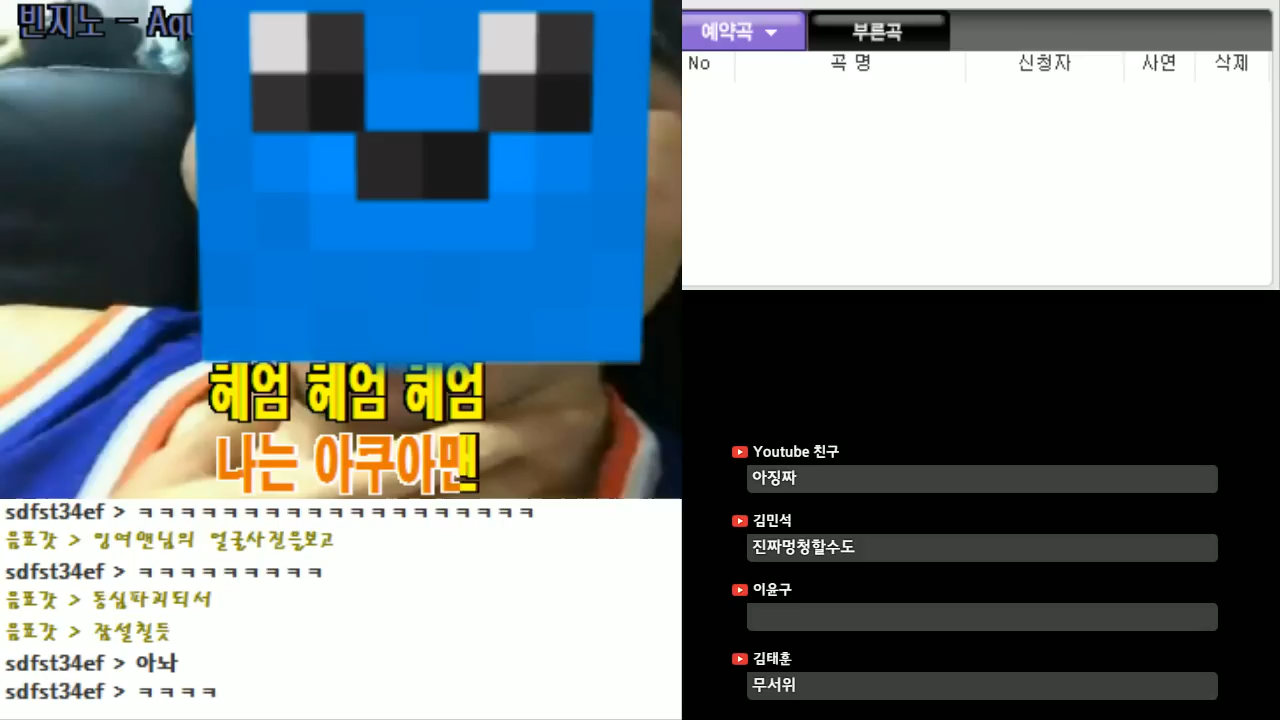 빈지노 - Aqu
헤엄 헤엄 헤엄
나는 아쿠아맨
sdfst34ef > ㅋㅋㅋㅋㅋㅋㅋㅋㅋㅋㅋㅋㅋㅋㅋㅋㅋㅋㅋ
음표갓 > 잉여맨님의 얼굴사진을보고
sdfst34ef > ㅋㅋㅋㅋㅋㅋㅋㅋㅋ
음표갓 > 동심파괴되서
음표갓 > 잠설칠듯
sdfst34ef > 아놔
sdfst34ef > ㅋㅋㅋㅋ
예약곡 부른곡
No 곡 명 신청자 사연 삭제
Youtube 친구
아징짜
김민석
진짜멍청할수도
이윤구
김태훈
무서위